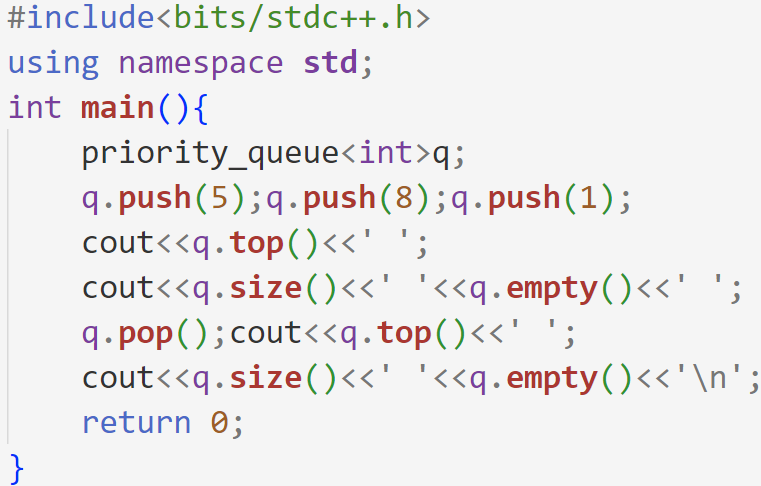 #include<bits/stdc++.h>
using namespace std;
int main(){
    priority_queue<int>q;
    q.push(5);q.push(8);q.push(1);
    cout<<q.top()<<' ';
    cout<<q.size()<<' '<<q.empty()<<' ';
    q.pop();cout<<q.top()<<' ';
    cout<<q.size()<<' '<<q.empty()<<'\n';
    return 0;
}